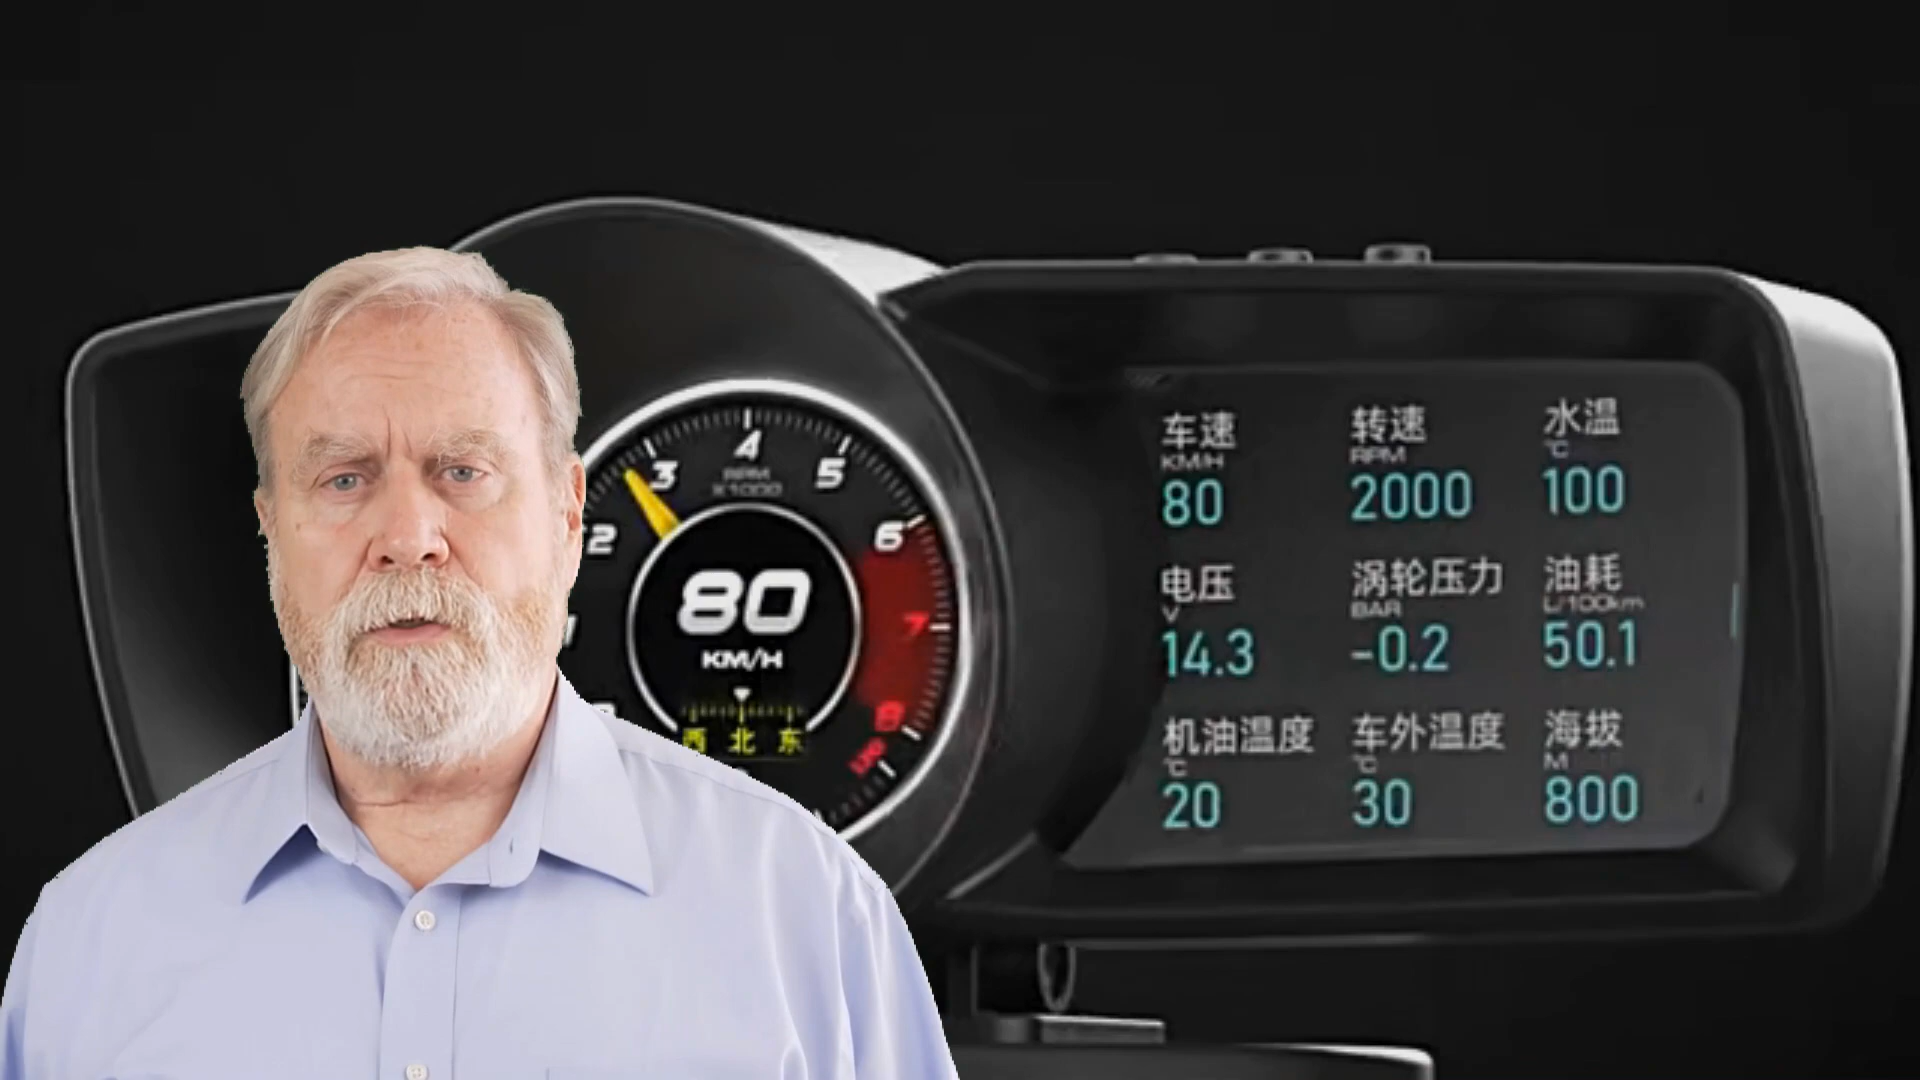 4
3
5
RPM
X1000
2
6
80
KM/H
7
1
8
西 北 东
车速 转速 水温
KM/H RPM ℃
80 2000 100
电压 涡轮压力 油耗
V BAR L/100km
14.3 -0.2 50.1
机油温度 车外温度 海拔
℃ ℃ M
20 30 800